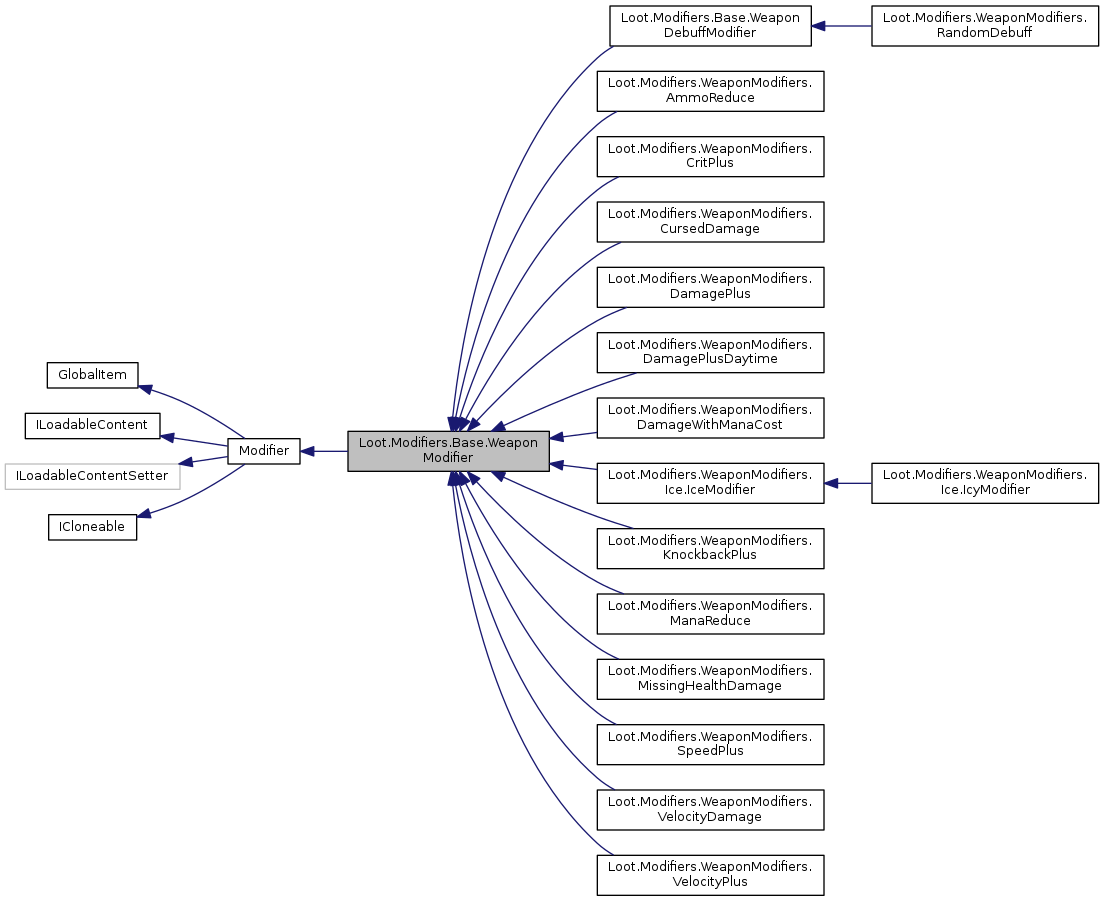 GlobalItem
ILoadableContent
ILoadableContentSetter
ICloneable
Modifier
Loot.Modifiers.Base.Weapon
Modifier
Loot.Modifiers.Base.Weapon
DebuffModifier
Loot.Modifiers.WeaponModifiers.
RandomDebuff
Loot.Modifiers.WeaponModifiers.
AmmoReduce
Loot.Modifiers.WeaponModifiers.
CritPlus
Loot.Modifiers.WeaponModifiers.
CursedDamage
Loot.Modifiers.WeaponModifiers.
DamagePlus
Loot.Modifiers.WeaponModifiers.
DamagePlusDaytime
Loot.Modifiers.WeaponModifiers.
DamageWithManaCost
Loot.Modifiers.WeaponModifiers.
Ice.IceModifier
Loot.Modifiers.WeaponModifiers.
Ice.IcyModifier
Loot.Modifiers.WeaponModifiers.
KnockbackPlus
Loot.Modifiers.WeaponModifiers.
ManaReduce
Loot.Modifiers.WeaponModifiers.
MissingHealthDamage
Loot.Modifiers.WeaponModifiers.
SpeedPlus
Loot.Modifiers.WeaponModifiers.
VelocityDamage
Loot.Modifiers.WeaponModifiers.
VelocityPlus